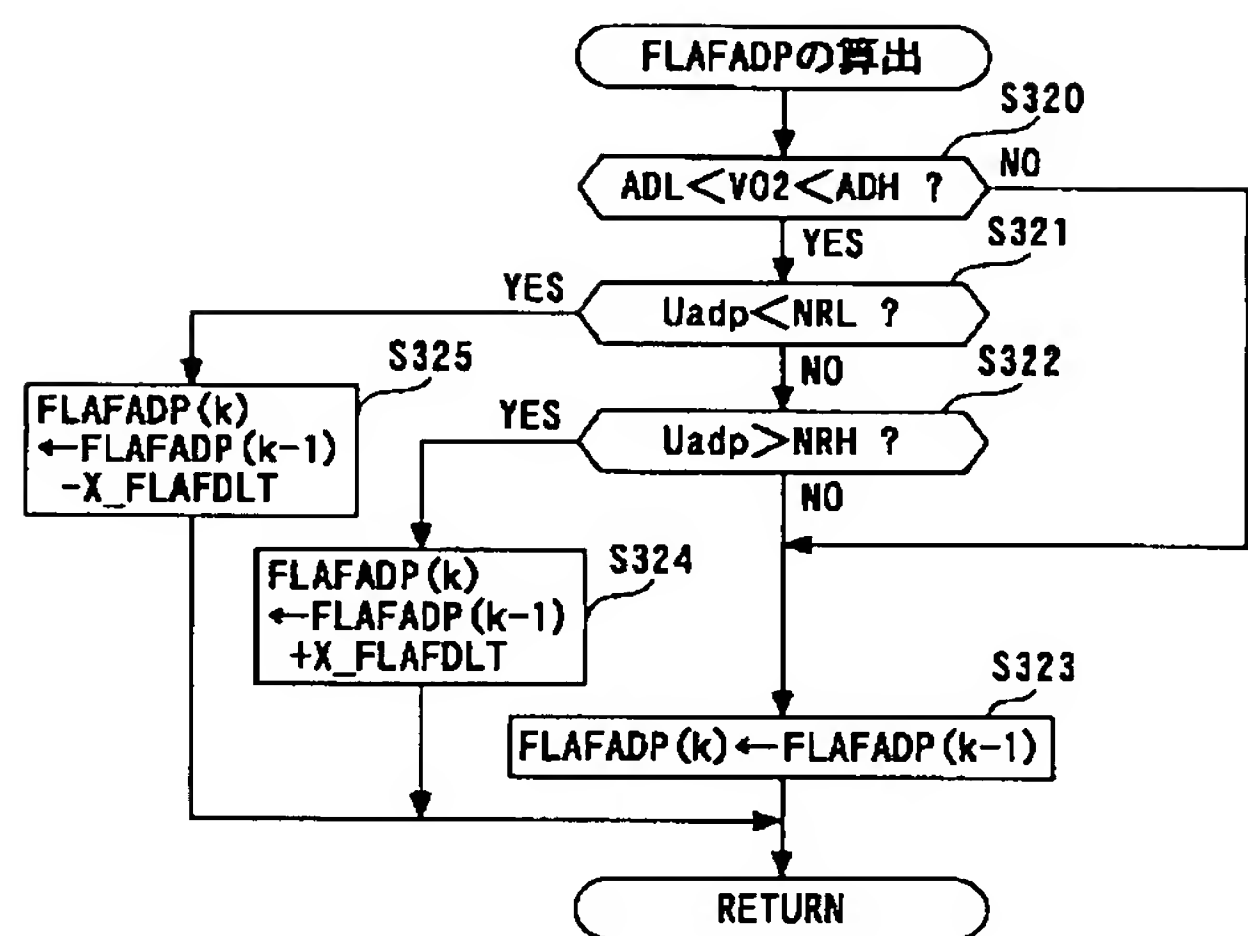 FLAFADPの算出
S320
ADL<VO2<ADH ?
NO
YES
S321
YES
Uadp<NRL ?
NO
S322
S325
FLAFADP(k)
←FLAFADP(k-1)
-X_FLAFDLT
YES
Uadp>NRH ?
NO
S324
FLAFADP(k)
←FLAFADP(k-1)
+X_FLAFDLT
S323
FLAFADP(k)←FLAFADP(k-1)
RETURN